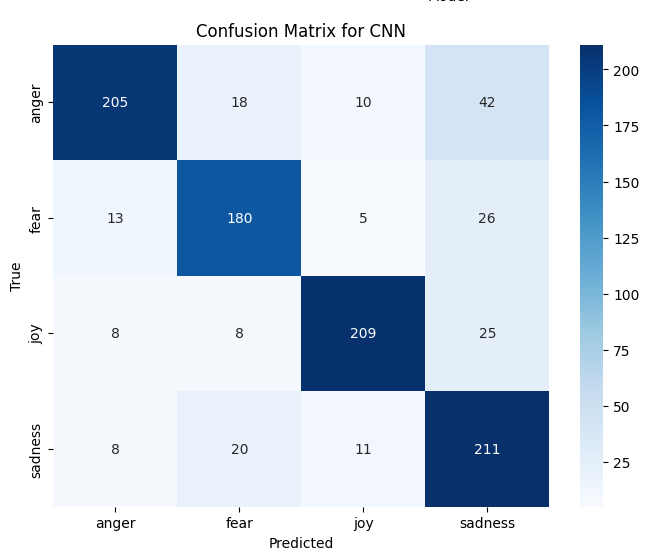 Model
Confusion Matrix for CNN
True
anger 205 18 10 42
fear 13 180 5 26
joy 8 8 209 25
sadness 8 20 11 211
anger fear joy sadness
Predicted
200
175
150
125
100
75
50
25